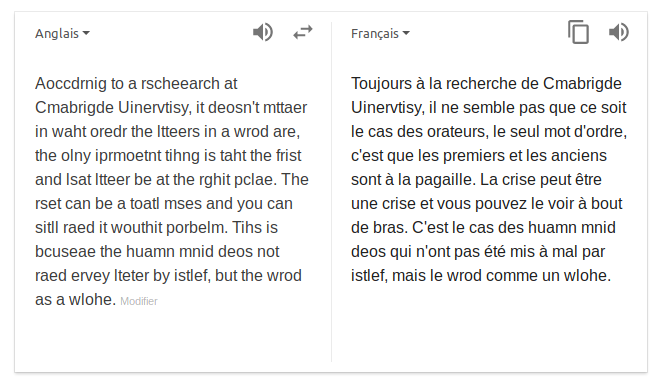 Anglais
Français
Aoccdrnig to a rscheearch at
Cmabrigde Uinervtisy, it deosn't mttaer
in waht oredr the ltteers in a wrod are,
the olny iprmoetnt tihng is taht the frist
and lsat ltteer be at the rghit pclae. The
rset can be a toatl mses and you can
sitll raed it wouthit porbelm. Tihs is
bcuseae the huamn mnid deos not
raed ervey lteter by istlef, but the wrod
as a wlohe. Modifier
Toujours à la recherche de Cmabrigde
Uinervtisy, il ne semble pas que ce soit
le cas des orateurs, le seul mot d'ordre,
c'est que les premiers et les anciens
sont à la pagaille. La crise peut être
une crise et vous pouvez le voir à bout
de bras. C'est le cas des huamn mnid
deos qui n'ont pas été mis à mal par
istlef, mais le wrod comme un wlohe.